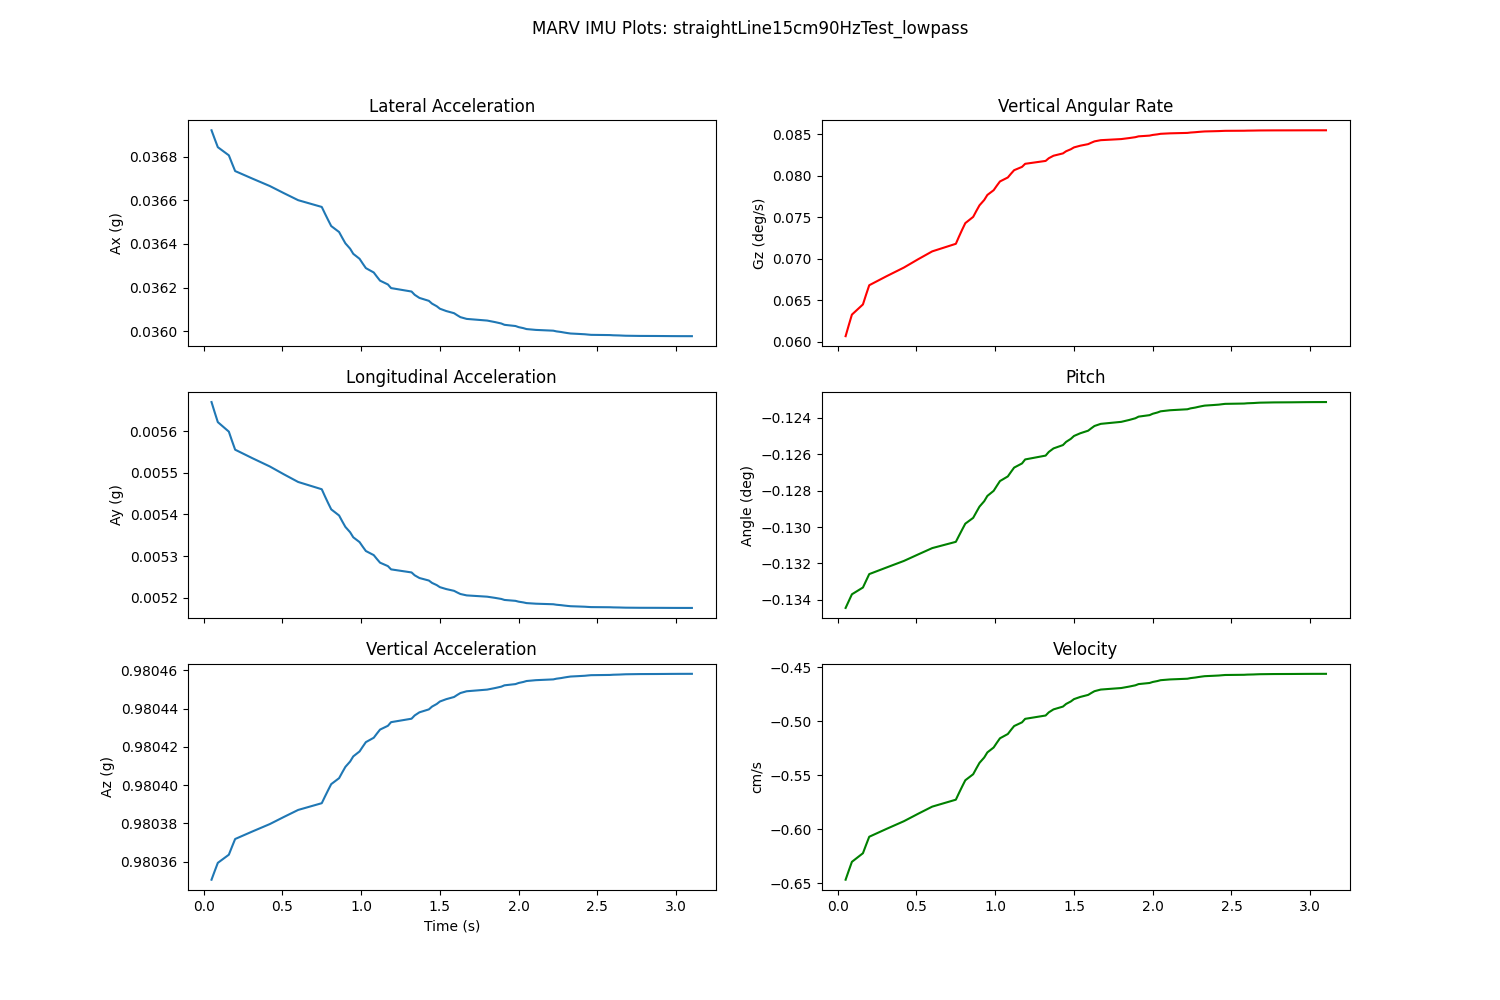 MARV IMU Plots: straightLine15cm90HzTest_lowpass
Lateral Acceleration
Ax (g)
0.0368
0.0366
0.0364
0.0362
0.0360
Vertical Angular Rate
Gz (deg/s)
0.085
0.080
0.075
0.070
0.065
0.060
Longitudinal Acceleration
Ay (g)
0.0056
0.0055
0.0054
0.0053
0.0052
Pitch
Angle (deg)
−0.124
−0.126
−0.128
−0.130
−0.132
−0.134
Vertical Acceleration
Az (g)
0.98046
0.98044
0.98042
0.98040
0.98038
0.98036
0.0 0.5 1.0 1.5 2.0 2.5 3.0
Time (s)
Velocity
cm/s
−0.45
−0.50
−0.55
−0.60
−0.65
0.0 0.5 1.0 1.5 2.0 2.5 3.0